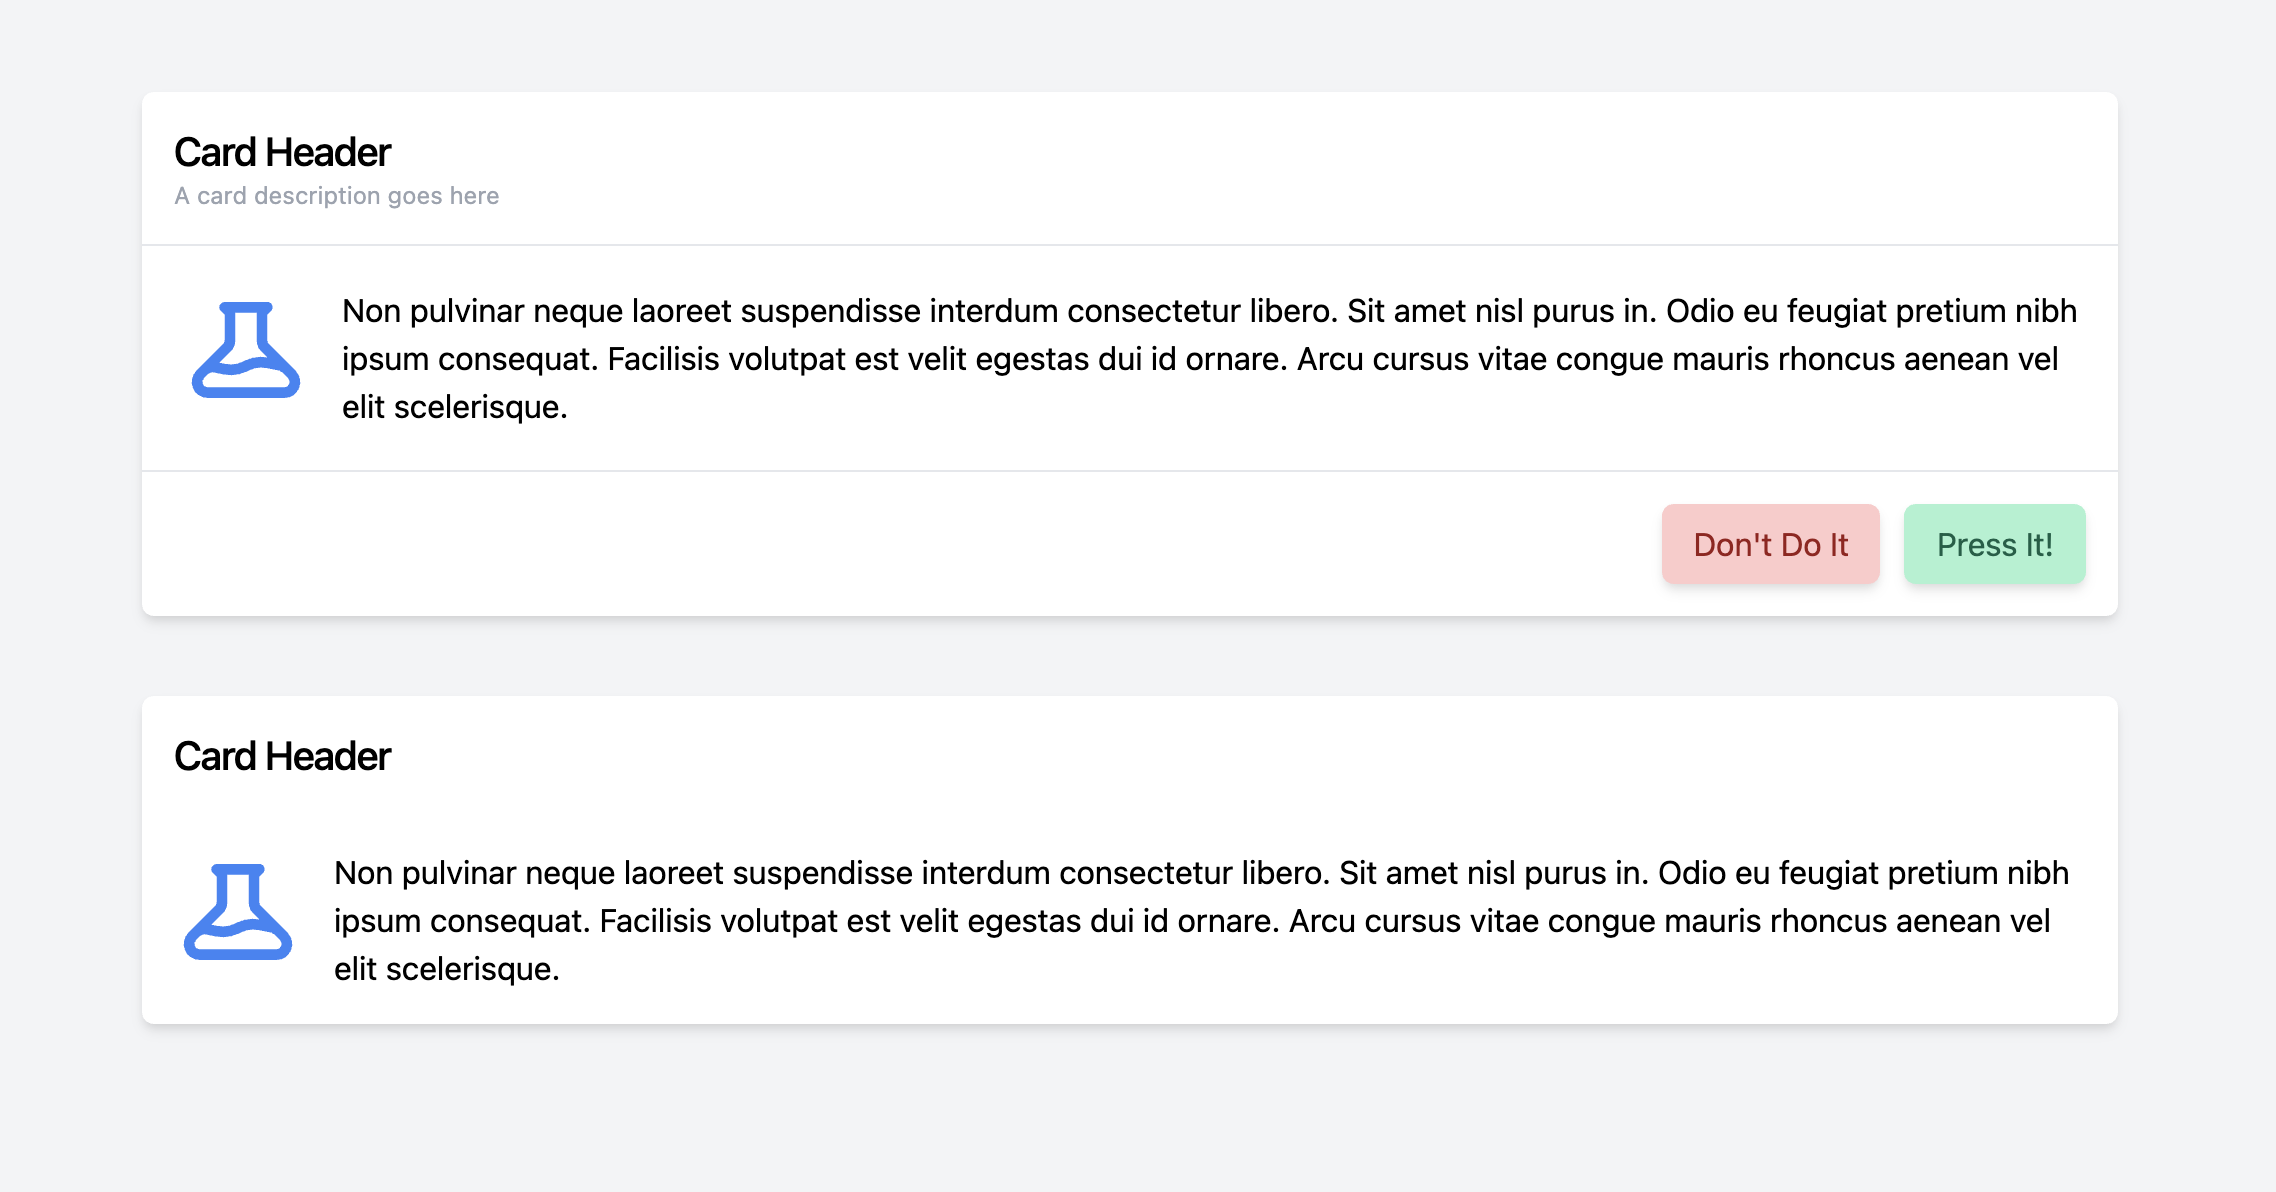 Card Header
A card description goes here
Non pulvinar neque laoreet suspendisse interdum consectetur libero. Sit amet nisl purus in. Odio eu feugiat pretium nibh
ipsum consequat. Facilisis volutpat est velit egestas dui id ornare. Arcu cursus vitae congue mauris rhoncus aenean vel
elit scelerisque.
Don't Do It
Press It!
Card Header
Non pulvinar neque laoreet suspendisse interdum consectetur libero. Sit amet nisl purus in. Odio eu feugiat pretium nibh
ipsum consequat. Facilisis volutpat est velit egestas dui id ornare. Arcu cursus vitae congue mauris rhoncus aenean vel
elit scelerisque.